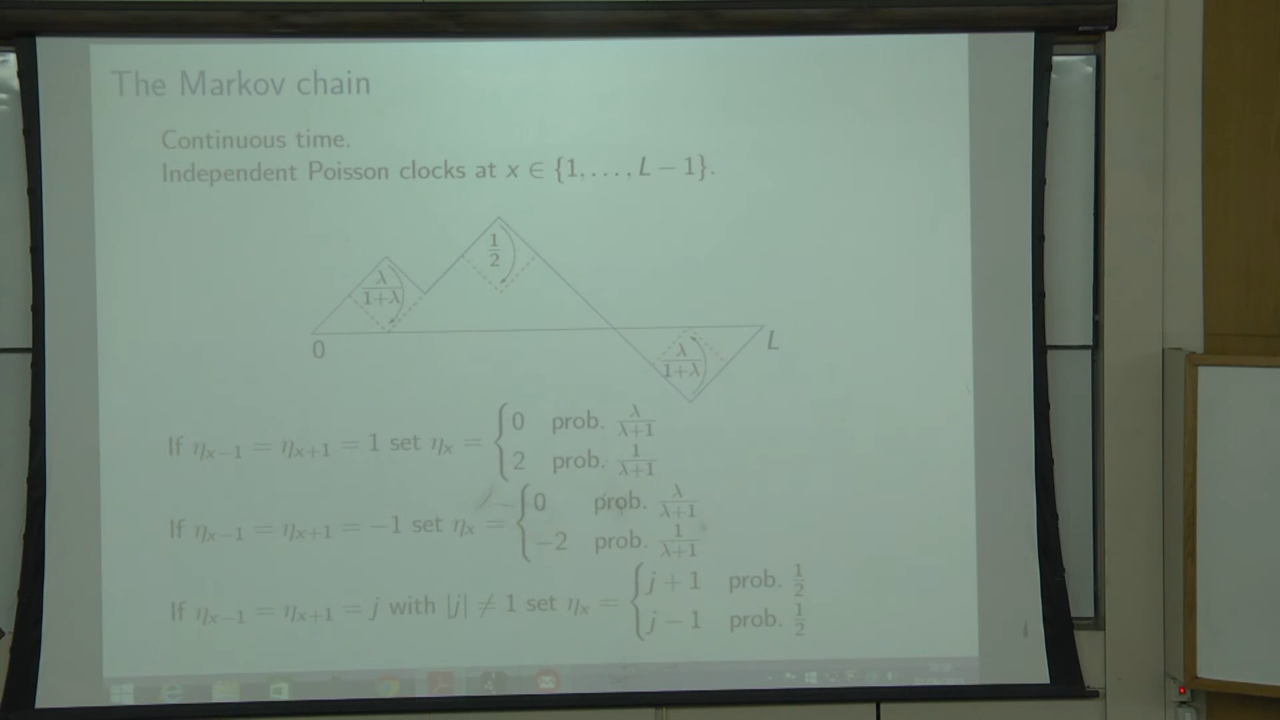 The Markov chain
Continuous time.
Independent Poisson clocks at x ∈ {1, . . . , L − 1}.
1/2
λ/(1+λ)
0
L
λ/(1+λ)
If η_{x−1} = η_{x+1} = 1 set η_x = { 0 prob. λ/(λ+1)
2 prob. 1/(λ+1)
If η_{x−1} = η_{x+1} = −1 set η_x = { 0 prob. λ/(λ+1)
−2 prob. 1/(λ+1)
If η_{x−1} = η_{x+1} = j with |j| ≠ 1 set η_x = { j + 1 prob. 1/2
j − 1 prob. 1/2